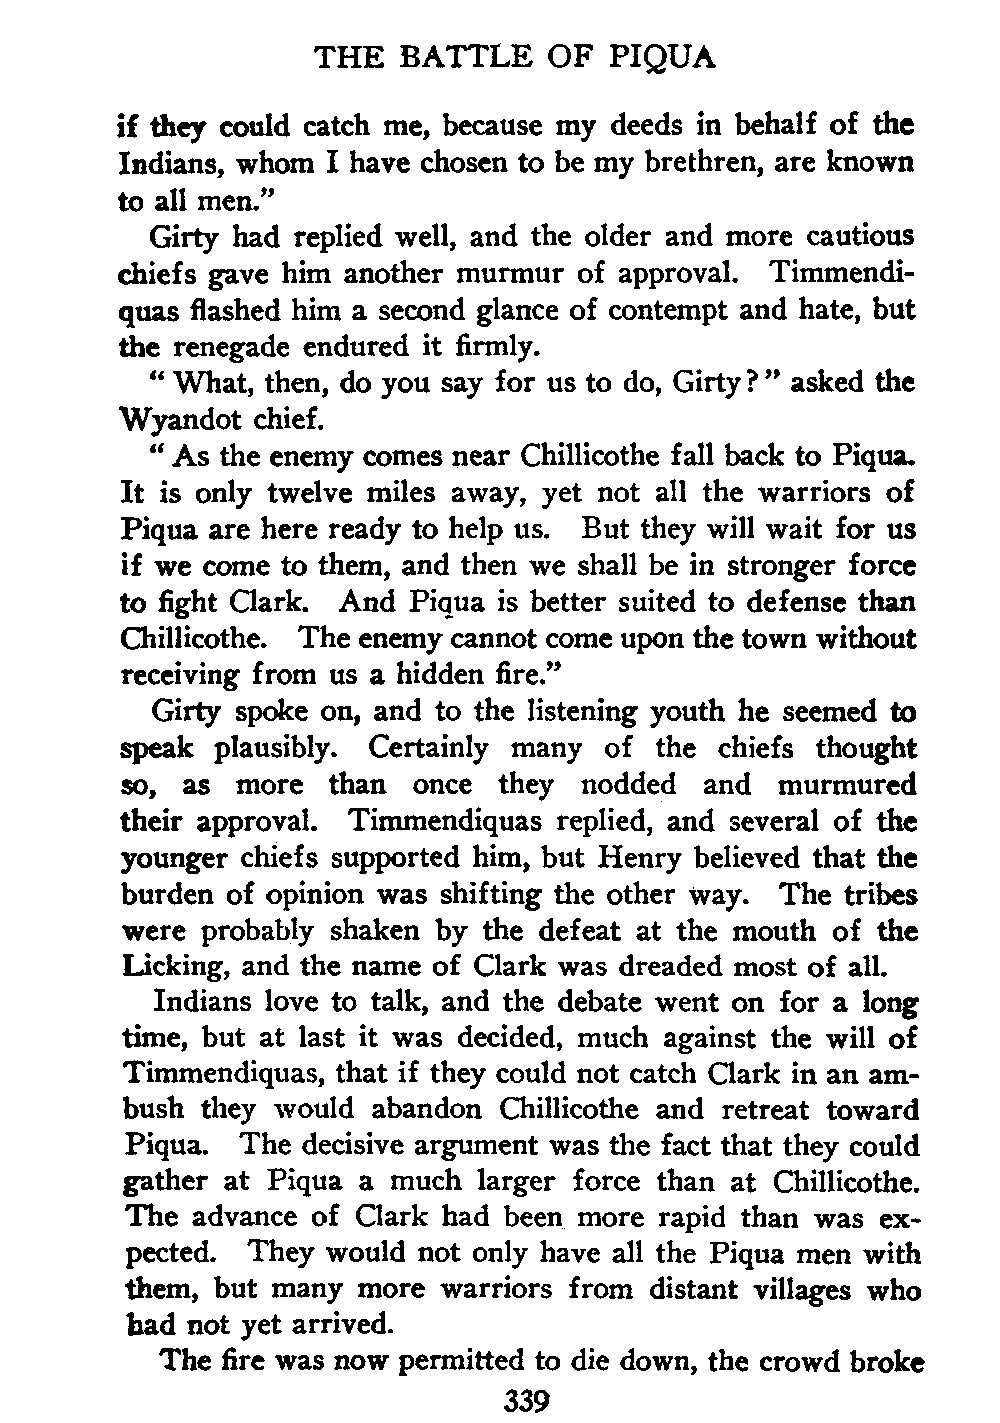 THE BATTLE OF PIQUA
if they could catch me, because my deeds in behalf of the
Indians, whom I have chosen to be my brethren, are known
to all men.”
Girty had replied well, and the older and more cautious
chiefs gave him another murmur of approval. Timmendi-
quas flashed him a second glance of contempt and hate, but
the renegade endured it firmly.
“ What, then, do you say for us to do, Girty? ” asked the
Wyandot chief.
“ As the enemy comes near Chillicothe fall back to Piqua.
It is only twelve miles away, yet not all the warriors of
Piqua are here ready to help us. But they will wait for us
if we come to them, and then we shall be in stronger force
to fight Clark. And Piqua is better suited to defense than
Chillicothe. The enemy cannot come upon the town without
receiving from us a hidden fire.”
Girty spoke on, and to the listening youth he seemed to
speak plausibly. Certainly many of the chiefs thought
so, as more than once they nodded and murmured
their approval. Timmendiquas replied, and several of the
younger chiefs supported him, but Henry believed that the
burden of opinion was shifting the other way. The tribes
were probably shaken by the defeat at the mouth of the
Licking, and the name of Clark was dreaded most of all.
Indians love to talk, and the debate went on for a long
time, but at last it was decided, much against the will of
Timmendiquas, that if they could not catch Clark in an am-
bush they would abandon Chillicothe and retreat toward
Piqua. The decisive argument was the fact that they could
gather at Piqua a much larger force than at Chillicothe.
The advance of Clark had been more rapid than was ex-
pected. They would not only have all the Piqua men with
them, but many more warriors from distant villages who
had not yet arrived.
The fire was now permitted to die down, the crowd broke
339